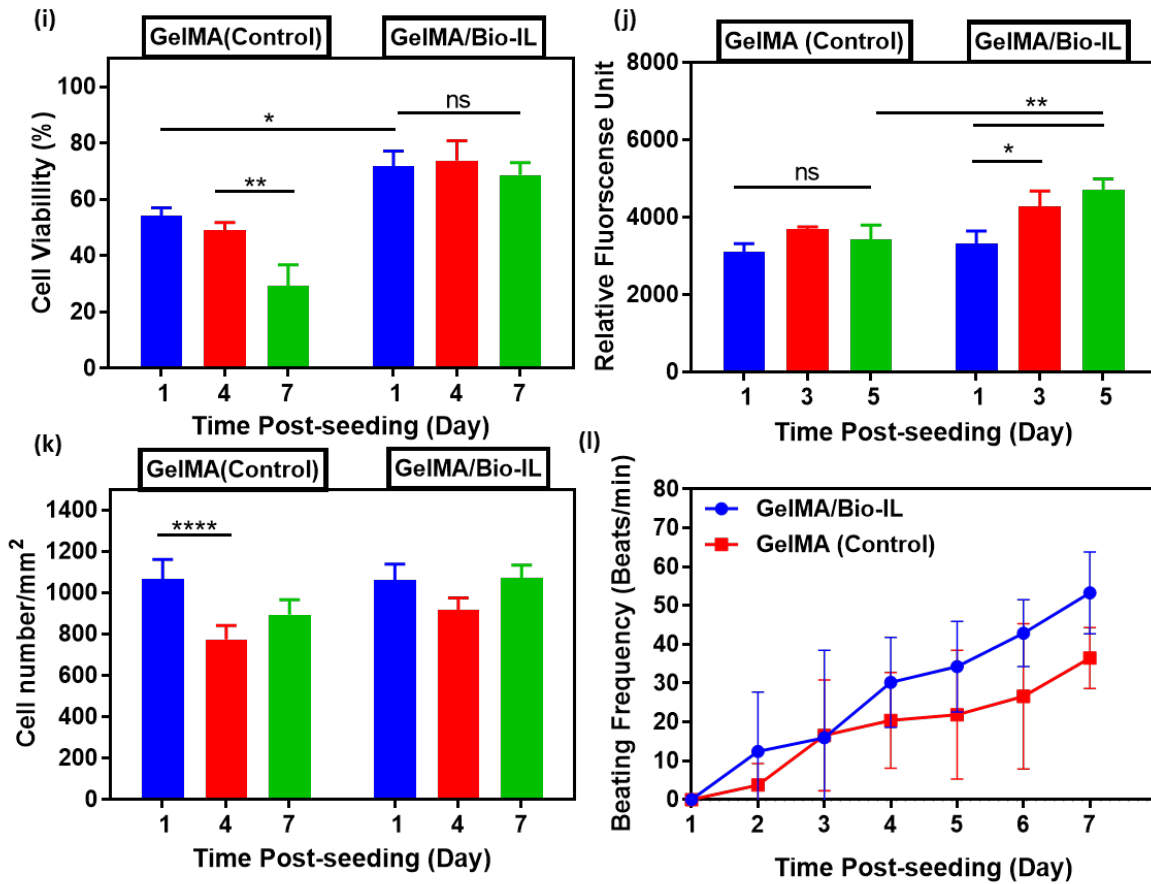 (i)
GelMA(Control)
GelMA/Bio-IL
Cell Viability (%)
100
80
60
40
20
0
*
**
ns
1 4 7 1 4 7
Time Post-seeding (Day)
(j)
GelMA (Control)
GelMA/Bio-IL
Relative Fluorscense Unit
8000
6000
4000
2000
0
ns
**
*
1 3 5 1 3 5
Time Post-seeding (Day)
(k)
GelMA(Control)
GelMA/Bio-IL
Cell number/mm²
1400
1200
1000
800
600
400
200
0
****
1 4 7 1 4 7
Time Post-seeding (Day)
(l)
Beating Frequency (Beats/min)
80
70
60
50
40
30
20
10
0
GelMA/Bio-IL
GelMA (Control)
1 2 3 4 5 6 7
Time Post-seeding (Day)